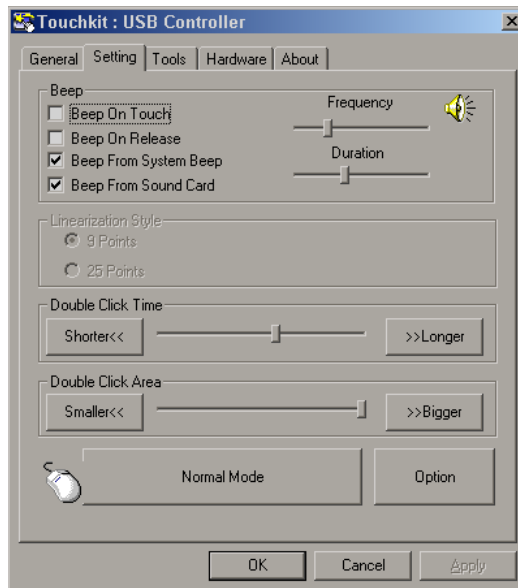 Touchkit : USB Controller
General Setting Tools Hardware About
Beep
Beep On Touch
Beep On Release
Beep From System Beep
Beep From Sound Card
Frequency
Duration
Linearization Style
9 Points
25 Points
Double Click Time
Shorter<< >>Longer
Double Click Area
Smaller<< >>Bigger
Normal Mode Option
OK Cancel Apply